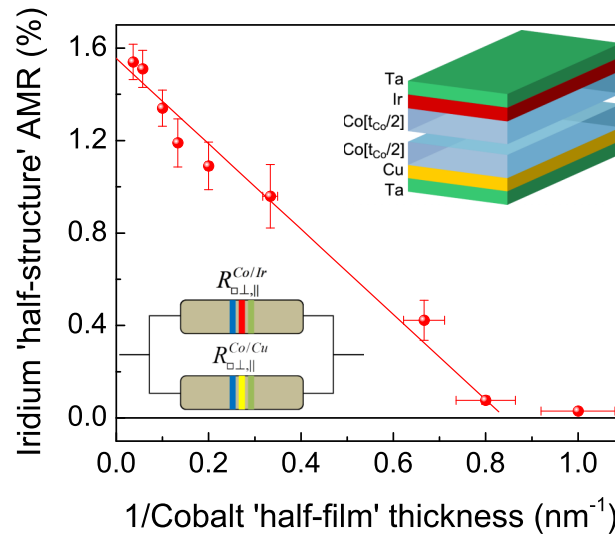 Iridium 'half-structure' AMR (%)
1.6
1.2
0.8
0.4
0.0
0.0
0.2
0.4
0.6
0.8
1.0
1/Cobalt 'half-film' thickness (nm⁻¹)
Ta
Ir
Co[t_Co/2]
Co[t_Co/2]
Cu
Ta
R^Co/Ir_□⊥,||
R^Co/Cu_□⊥,||